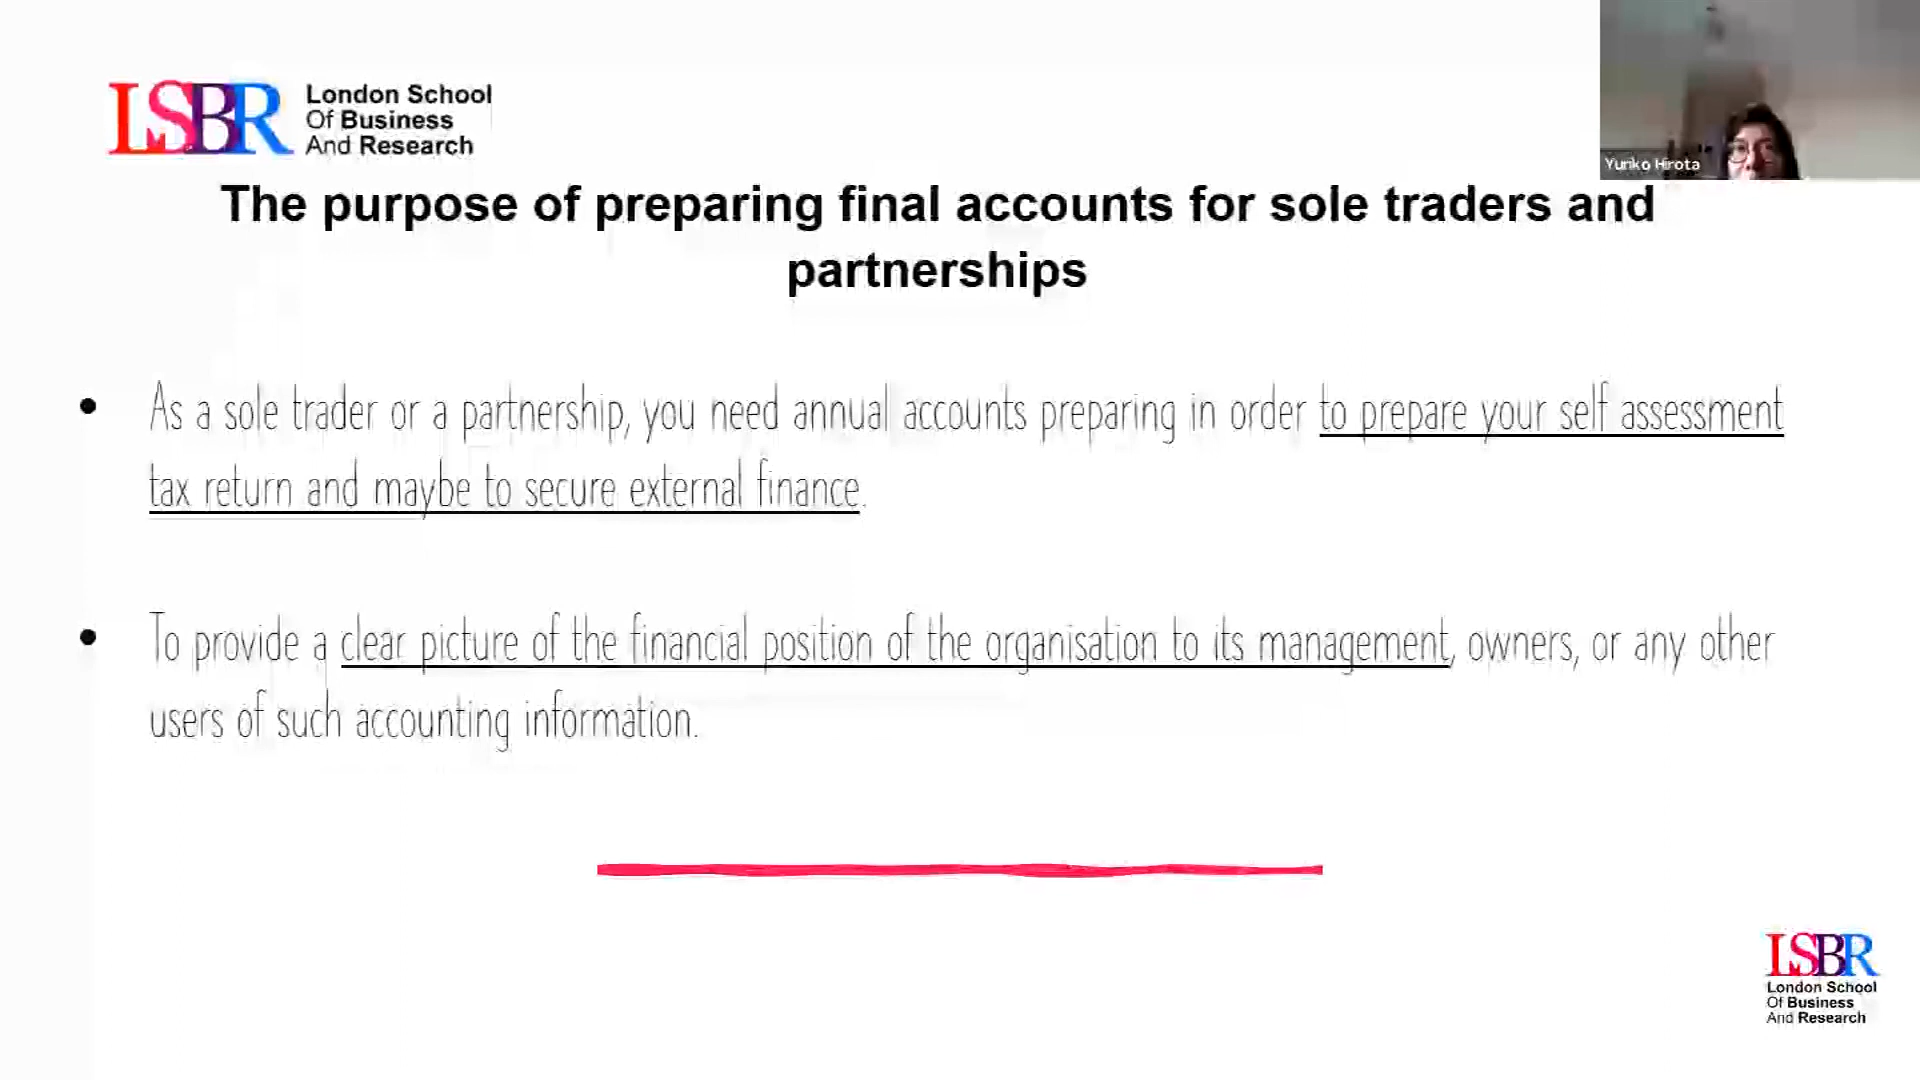 LSBR
London School
Of Business
And Research
Yuriko Hirota
The purpose of preparing final accounts for sole traders and
partnerships
• As a sole trader or a partnership, you need annual accounts preparing in order to prepare your self assessment
tax return and maybe to secure external finance.
• To provide a clear picture of the financial position of the organisation to its management, owners, or any other
users of such accounting information.
LSBR
London School
Of Business
And Research